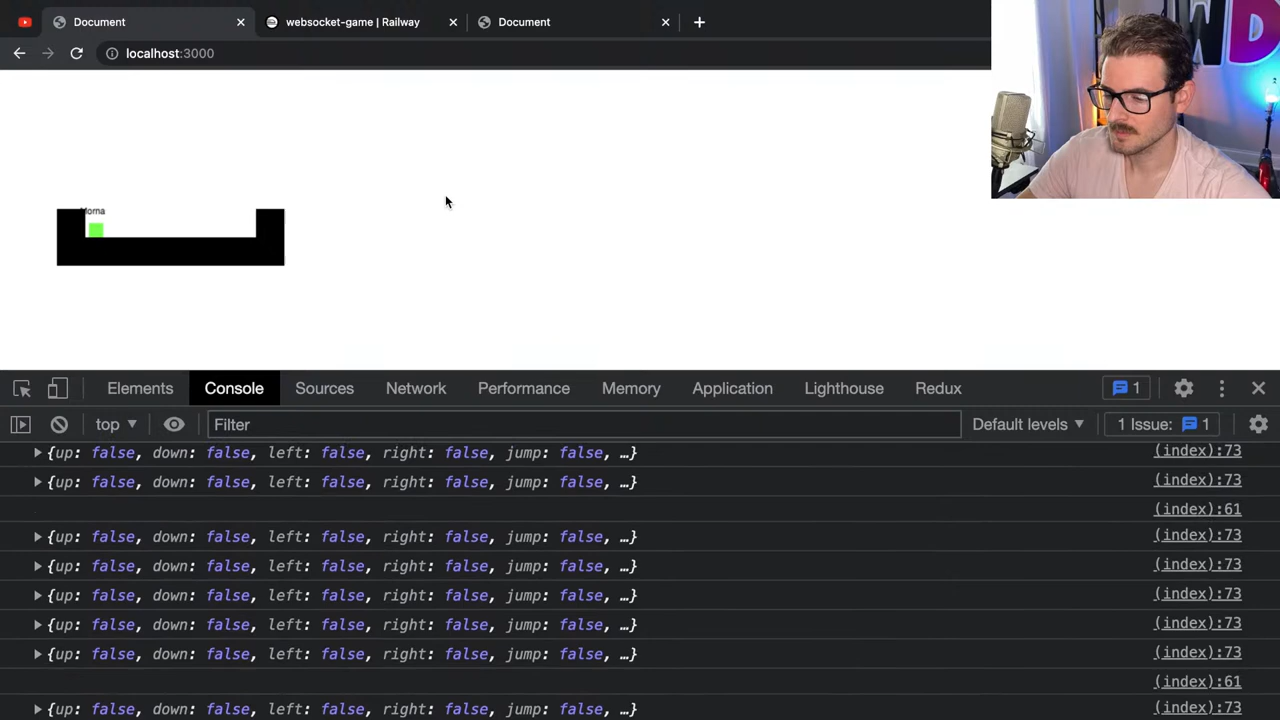 Document
websocket-game | Railway
Document
localhost:3000
Elements
Console
Sources
Network
Performance
Memory
Application
Lighthouse
Redux
1
top
Filter
Default levels
1 Issue:
1
{up: false, down: false, left: false, right: false, jump: false, …}
(index):73
{up: false, down: false, left: false, right: false, jump: false, …}
(index):73
(index):61
{up: false, down: false, left: false, right: false, jump: false, …}
(index):73
{up: false, down: false, left: false, right: false, jump: false, …}
(index):73
{up: false, down: false, left: false, right: false, jump: false, …}
(index):73
{up: false, down: false, left: false, right: false, jump: false, …}
(index):73
{up: false, down: false, left: false, right: false, jump: false, …}
(index):73
(index):61
{up: false, down: false, left: false, right: false, jump: false, …}
(index):73